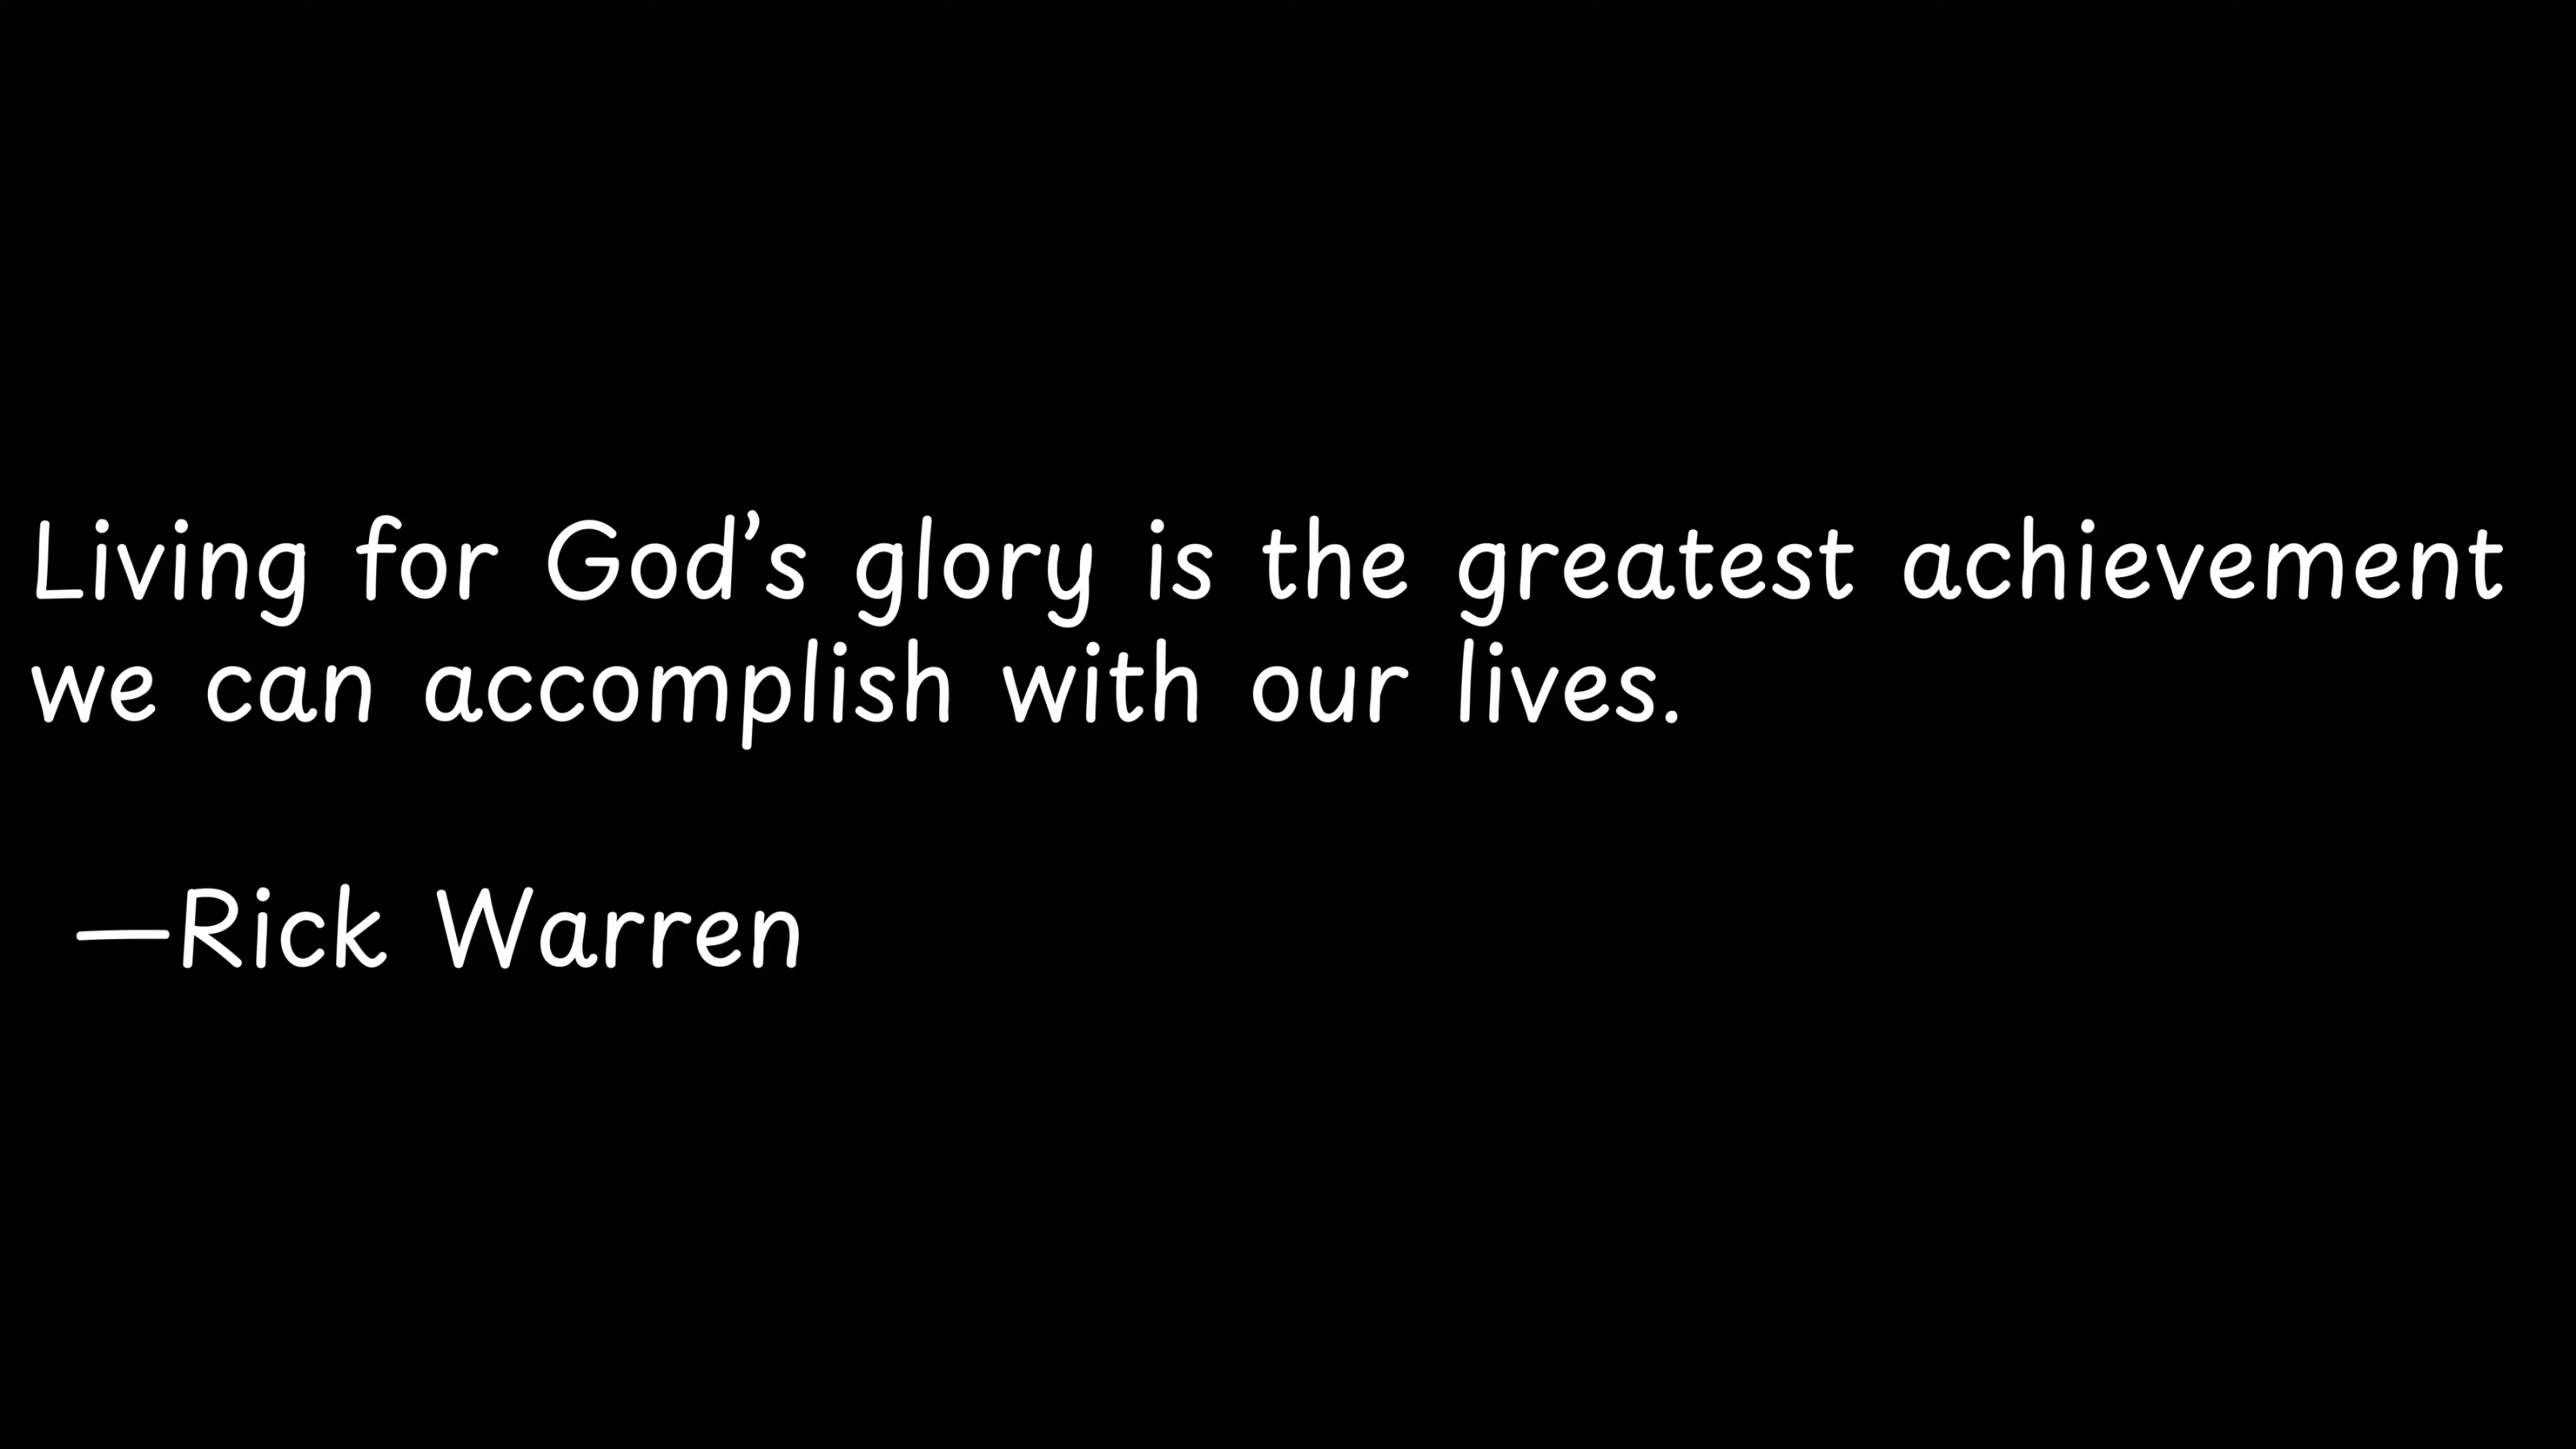 Living for God’s glory is the greatest achievement
we can accomplish with our lives.
—Rick Warren